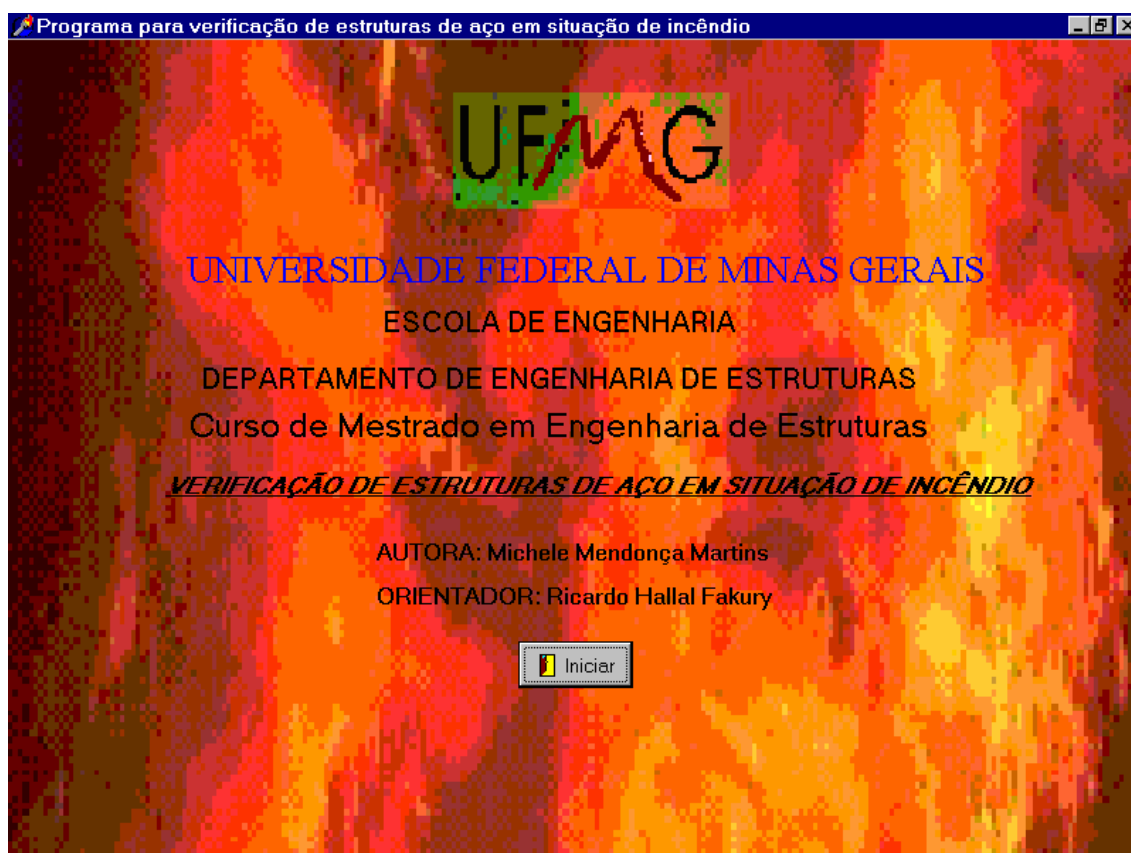 Programa para verificação de estruturas de aço em situação de incêndio
UFMG
UNIVERSIDADE FEDERAL DE MINAS GERAIS
ESCOLA DE ENGENHARIA
DEPARTAMENTO DE ENGENHARIA DE ESTRUTURAS
Curso de Mestrado em Engenharia de Estruturas
VERIFICAÇÃO DE ESTRUTURAS DE AÇO EM SITUAÇÃO DE INCÊNDIO
AUTORA: Michele Mendonça Martins
ORIENTADOR: Ricardo Hallal Fakury
Iniciar